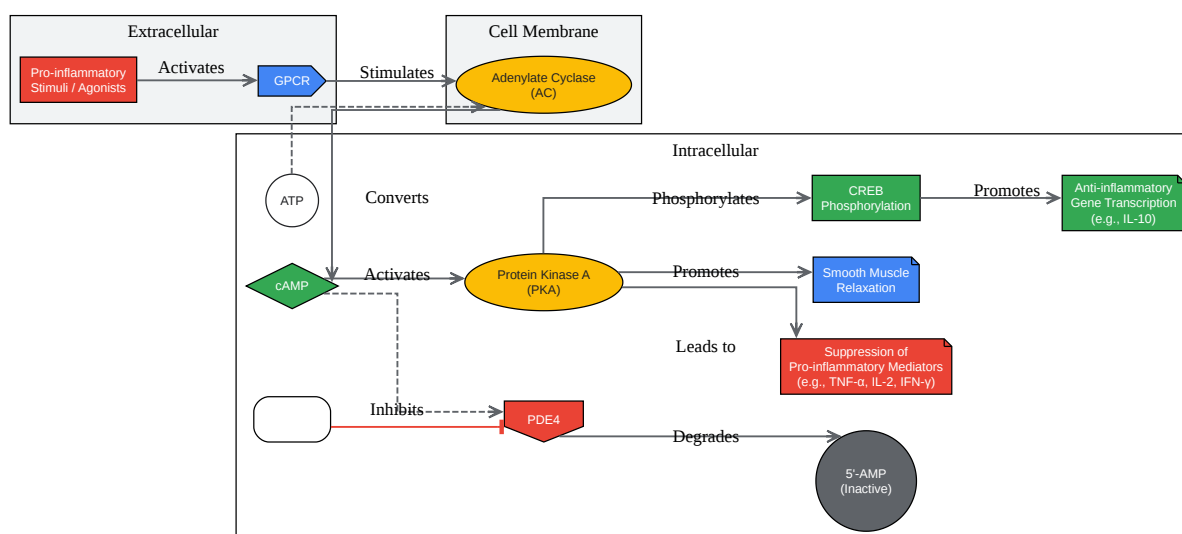 Extracellular
Cell Membrane
Pro-inflammatory
Stimuli / Agonists
Activates
GPCR
Stimulates
Adenylate Cyclase
(AC)
Intracellular
ATP
Converts
Phosphorylates
CREB
Phosphorylation
Promotes
Anti-inflammatory
Gene Transcription
(e.g., IL-10)
cAMP
Activates
Protein Kinase A
(PKA)
Promotes
Smooth Muscle
Relaxation
Leads to
Suppression of
Pro-inflammatory Mediators
(e.g., TNF-α, IL-2, IFN-γ)
Inhibits
PDE4
Degrades
5'-AMP
(Inactive)